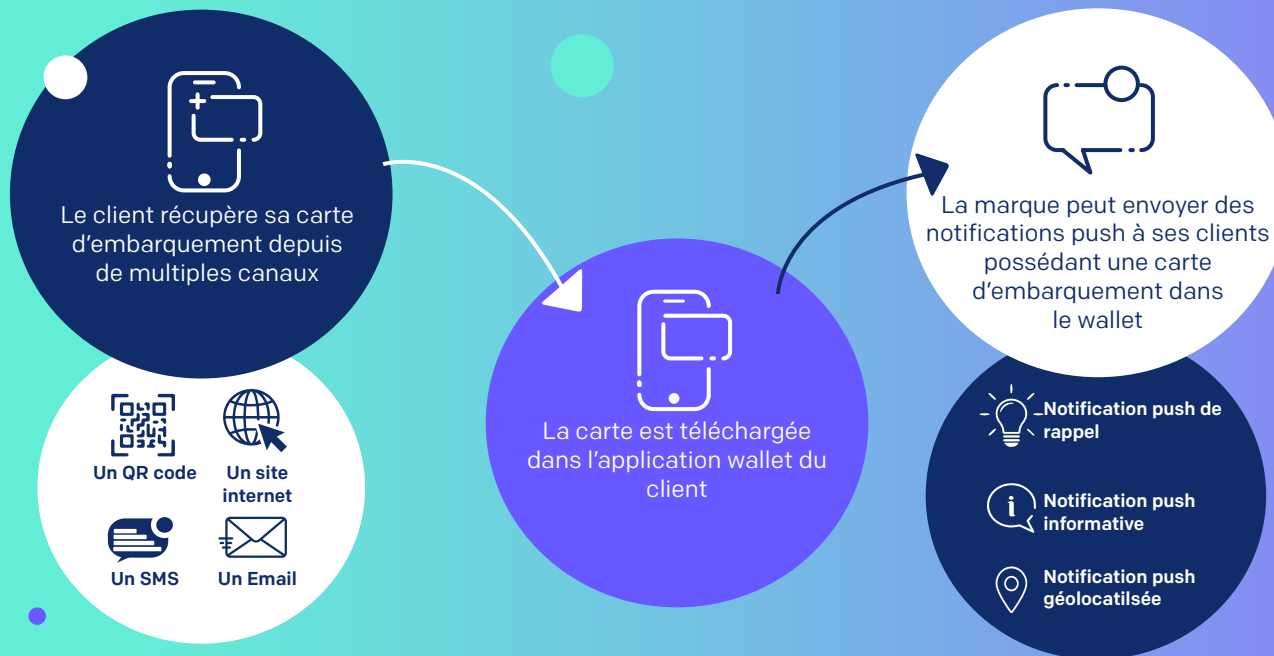 Le client récupère sa carte
d'embarquement depuis
de multiples canaux
Un QR code
Un site
internet
Un SMS
Un Email
La carte est téléchargée
dans l'application wallet du
client
La marque peut envoyer des
notifications push à ses clients
possédant une carte
d'embarquement dans
le wallet
Notification push de
rappel
i
Notification push
informative
Notification push
géolocatilsée